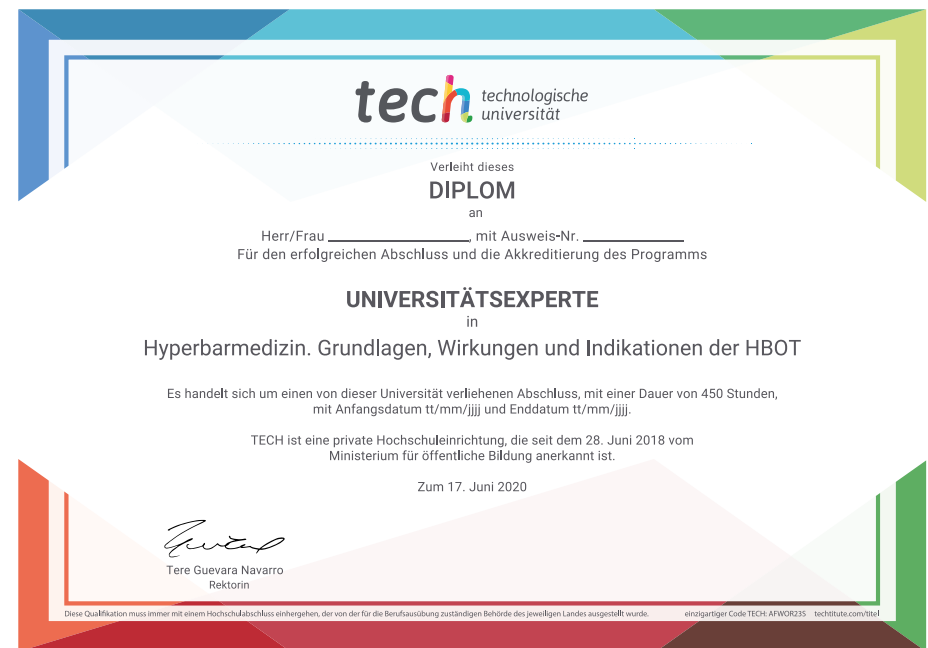 tech technologische
universität
Verleiht dieses
DIPLOM
an
Herr/Frau ____________________, mit Ausweis-Nr. ______________
Für den erfolgreichen Abschluss und die Akkreditierung des Programms
UNIVERSITÄTSEXPERTE
in
Hyperbarmedizin. Grundlagen, Wirkungen und Indikationen der HBOT
Es handelt sich um einen von dieser Universität verliehenen Abschluss, mit einer Dauer von 450 Stunden,
mit Anfangsdatum tt/mm/jjjj und Enddatum tt/mm/jjjj.
TECH ist eine private Hochschuleinrichtung, die seit dem 28. Juni 2018 vom
Ministerium für öffentliche Bildung anerkannt ist.
Zum 17. Juni 2020
Tere Guevara Navarro
Rektorin
Diese Qualifikation muss immer mit einem Hochschulabschluss einhergehen, der von der für die Berufsausübung zuständigen Behörde des jeweiligen Landes ausgestellt wurde. einzigartiger Code TECH: AFWOR23S techtitute.com/titel